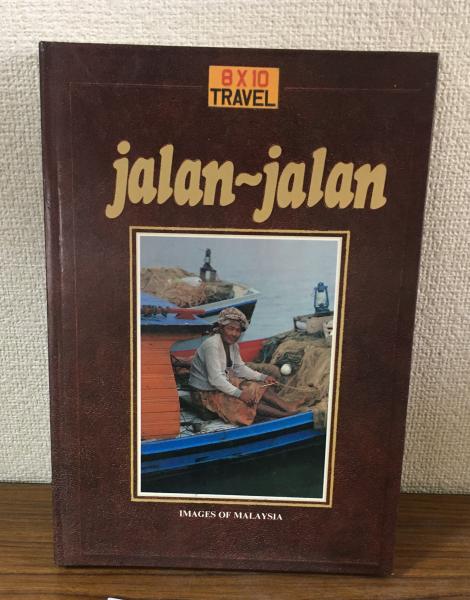 8 X 10
TRAVEL
jalan~jalan
IMAGES OF MALAYSIA